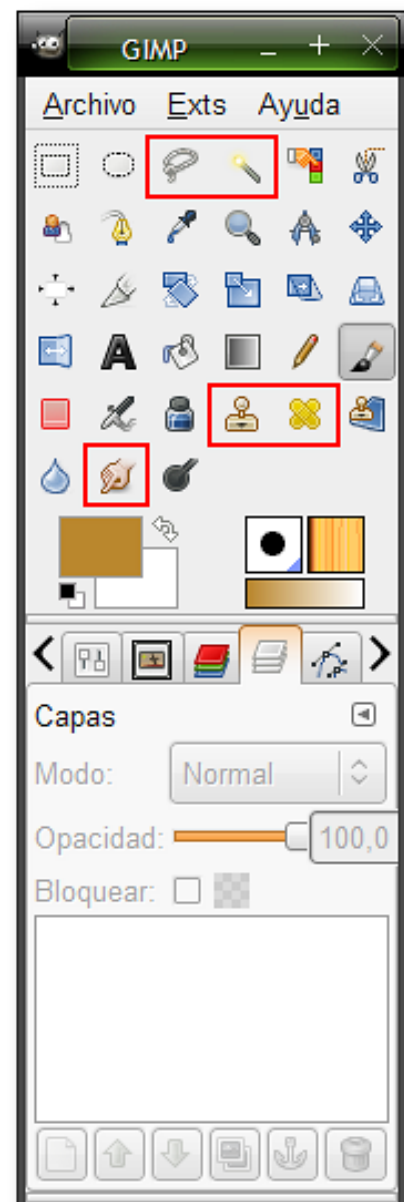 GIMP
Archivo Exts Ayuda
Capas
Modo: Normal
Opacidad: 100,0
Bloquear: